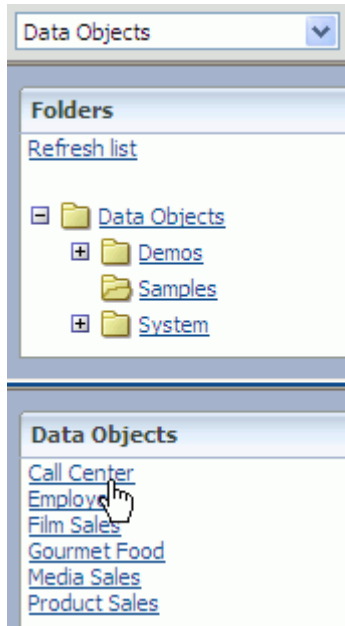 Data Objects
Folders
Refresh list
Data Objects
Demos
Samples
System
Data Objects
Call Center
Film Sales
Gourmet Food
Media Sales
Product Sales